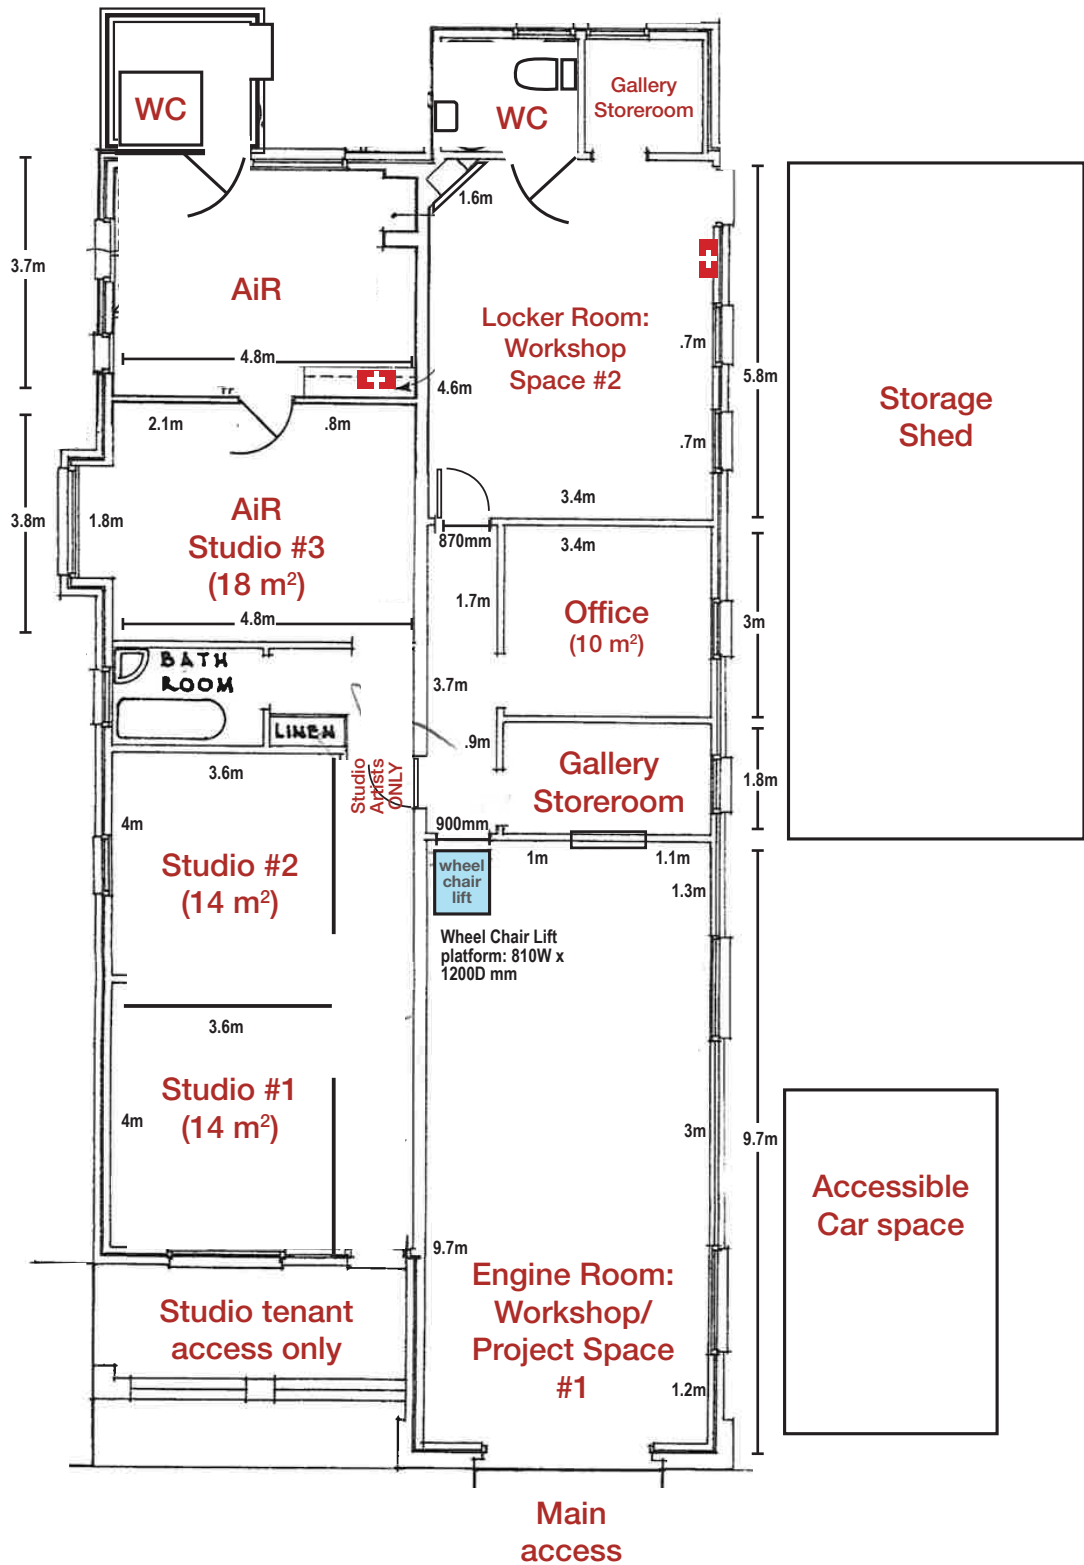 WC
WC
Gallery
Storeroom
1.6m
3.7m
AiR
Locker Room:
Workshop
Space #2
.7m
4.8m
4.6m
5.8m
2.1m
.8m
.7m
Storage
Shed
3.8m
1.8m
AiR
Studio #3
(18 m²)
3.4m
870mm
3.4m
1.7m
Office
(10 m²)
3m
4.8m
BATH
ROOM
3.7m
LINEN
.9m
Gallery
Storeroom
1.8m
3.6m
Studio
Artists
ONLY
4m
900mm
1m
1.1m
Studio #2
(14 m²)
wheel
chair
lift
1.3m
Wheel Chair Lift
platform: 810W x
1200D mm
3.6m
Studio #1
(14 m²)
4m
3m
9.7m
Accessible
Car space
9.7m
Engine Room:
Workshop/
Project Space
#1
Studio tenant
access only
1.2m
Main
access